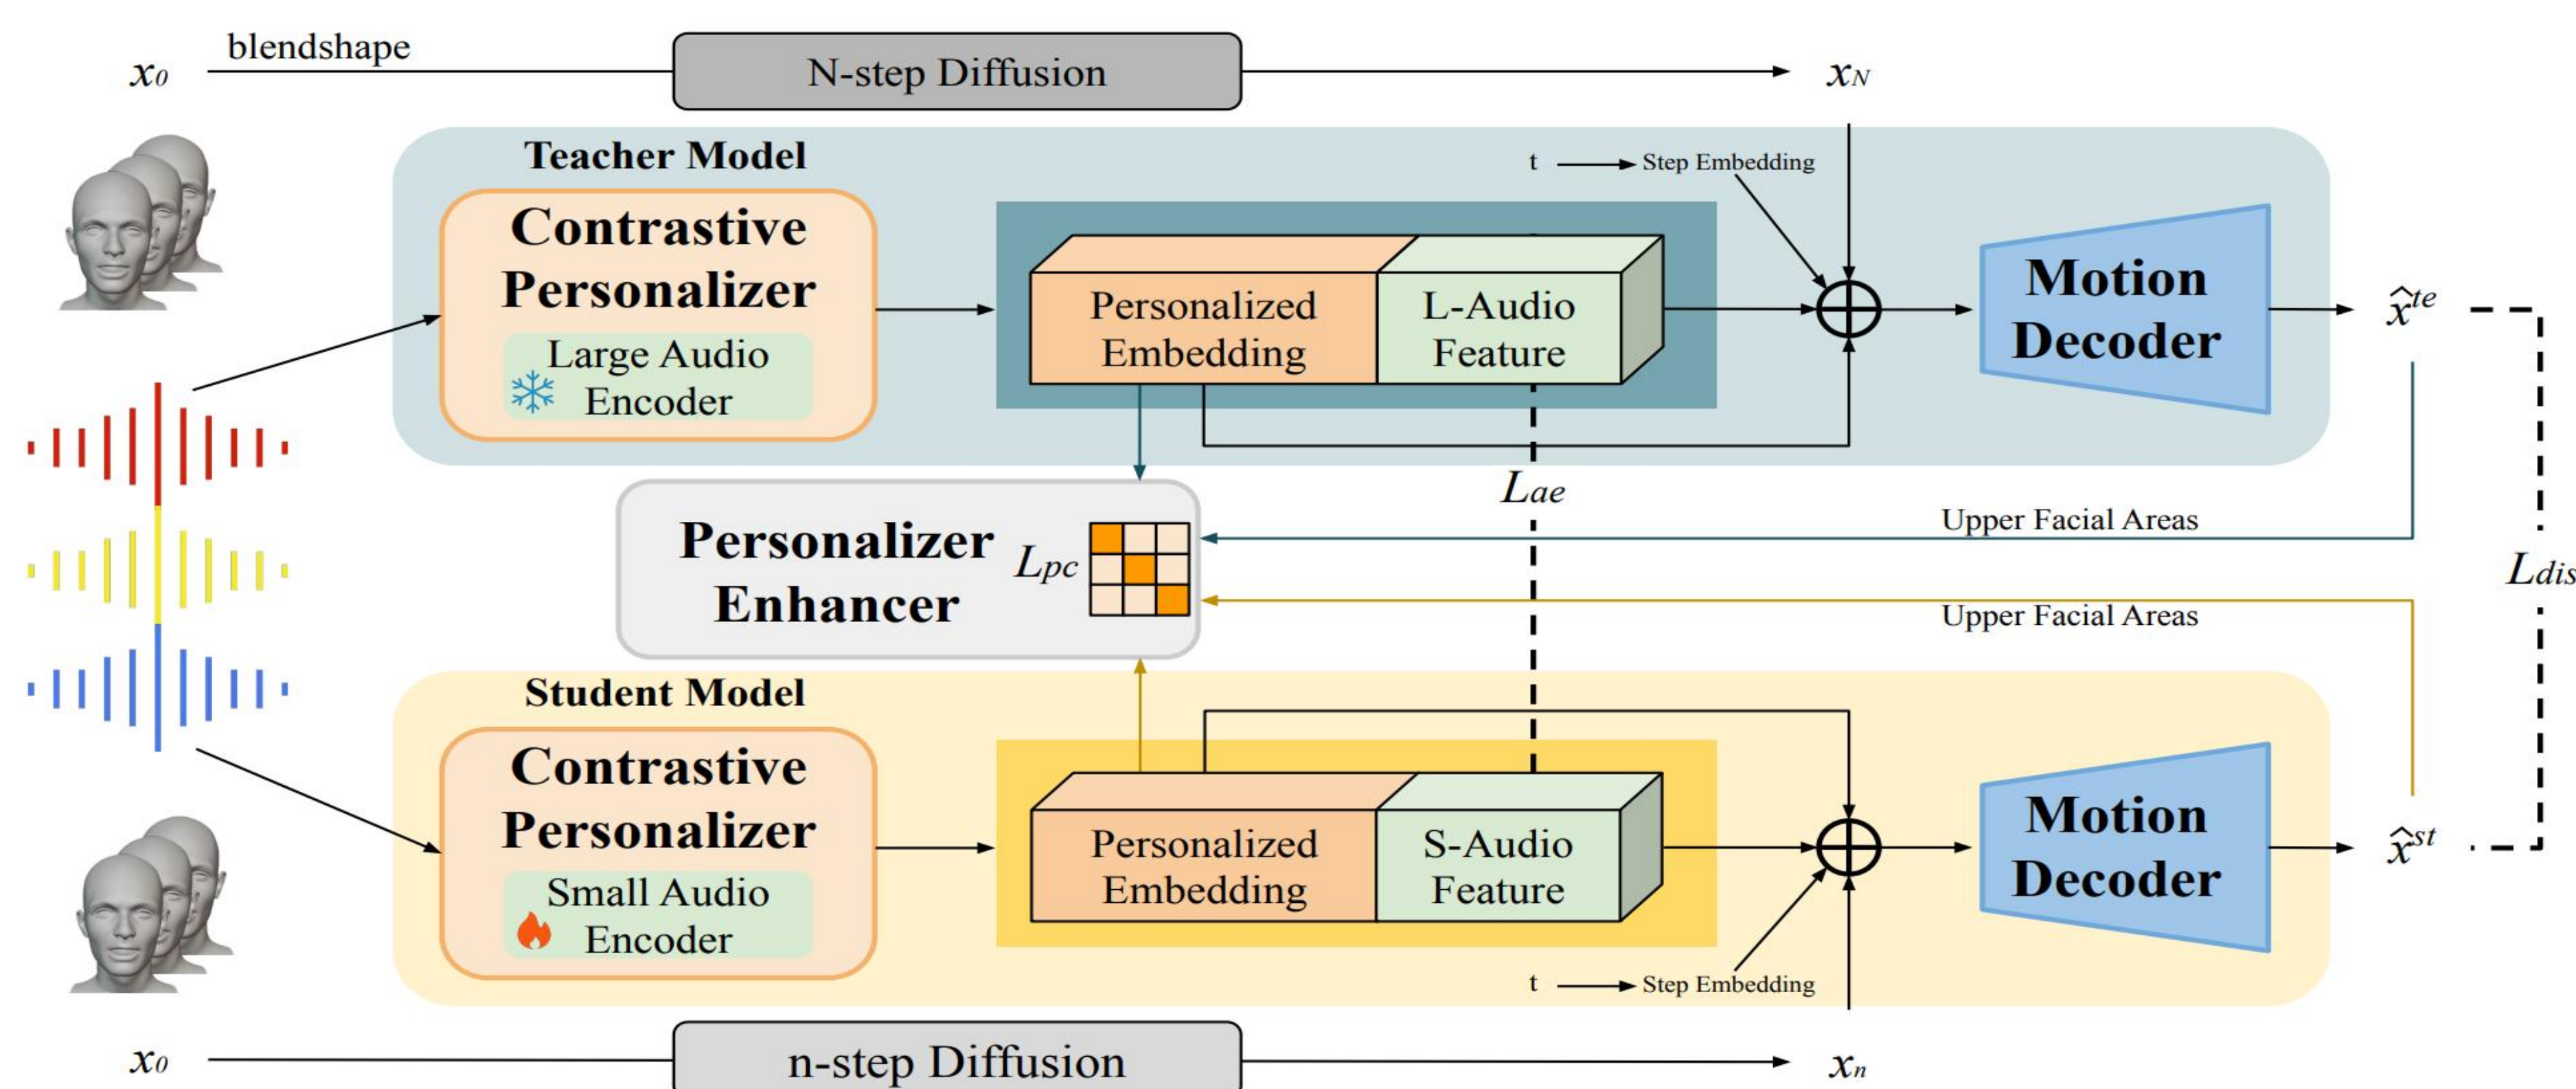 blendshape
x0
N-step Diffusion
xN
Teacher Model
t
Step Embedding
Contrastive
Personalizer
Large Audio
Encoder
Personalized
Embedding
L-Audio
Feature
Motion
Decoder
x̂te
Lae
Upper Facial Areas
Personalizer
Enhancer
Lpc
Ldis
Upper Facial Areas
Student Model
Contrastive
Personalizer
Small Audio
Encoder
Personalized
Embedding
S-Audio
Feature
Motion
Decoder
x̂st
t
Step Embedding
x0
n-step Diffusion
xn